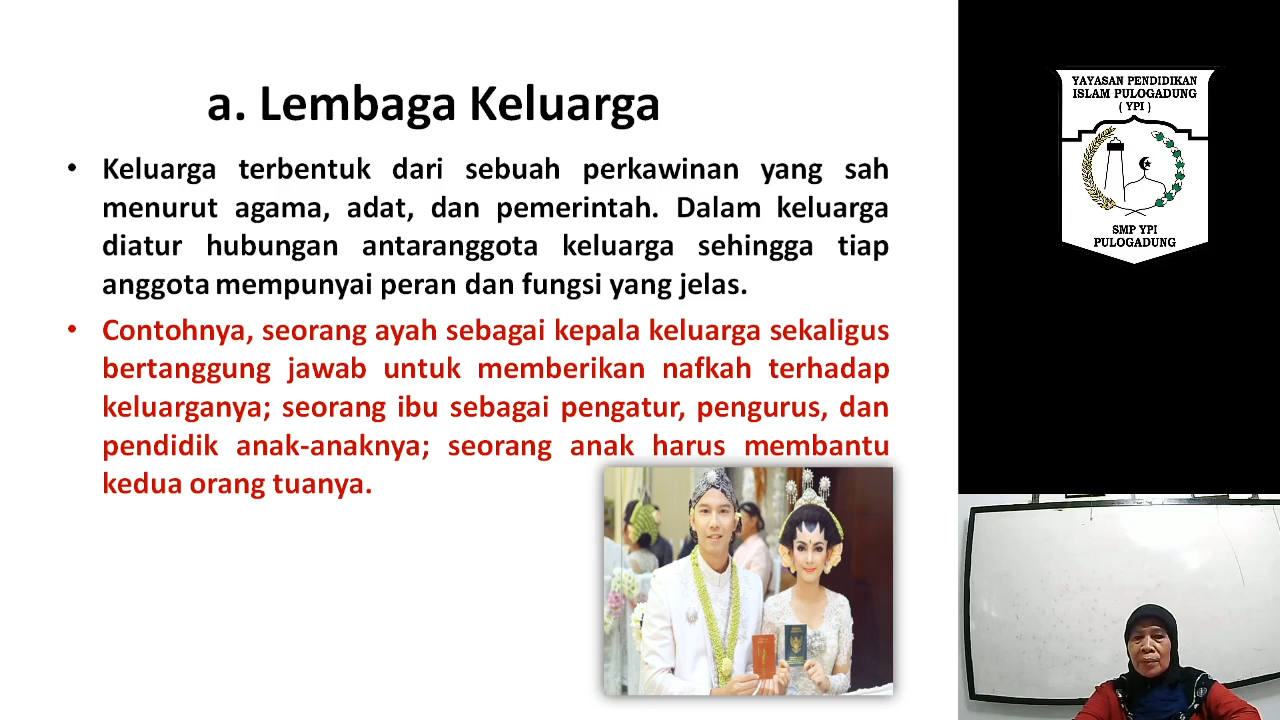 a. Lembaga Keluarga
• Keluarga terbentuk dari sebuah perkawinan yang sah
menurut agama, adat, dan pemerintah. Dalam keluarga
diatur hubungan antaranggota keluarga sehingga tiap
anggota mempunyai peran dan fungsi yang jelas.
• Contohnya, seorang ayah sebagai kepala keluarga sekaligus
bertanggung jawab untuk memberikan nafkah terhadap
keluarganya; seorang ibu sebagai pengatur, pengurus, dan
pendidik anak-anaknya; seorang anak harus membantu
kedua orang tuanya.
YAYASAN PENDIDIKAN
ISLAM PULOGADUNG
( YPI )
SMP YPI
PULOGADUNG